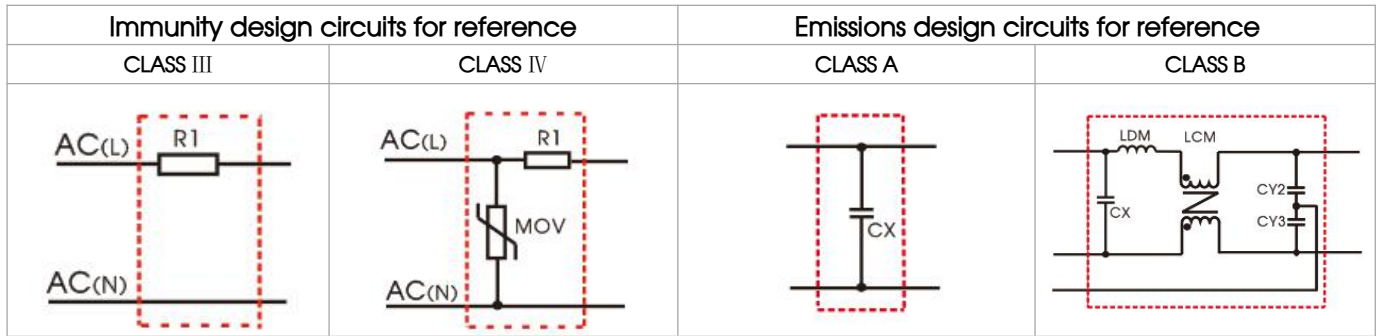 Immunity design circuits for reference
Emissions design circuits for reference
CLASS Ⅲ
CLASS Ⅳ
CLASS A
CLASS B
AC(L)
R1
AC(N)
AC(L)
R1
MOV
AC(N)
CX
LDM
LCM
CX
CY2
CY3